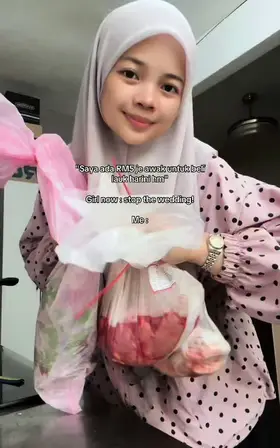 "Saya ada RM5 je awak untuk beli
lauk harini hm"
Girl now : stop the wedding!
Me :